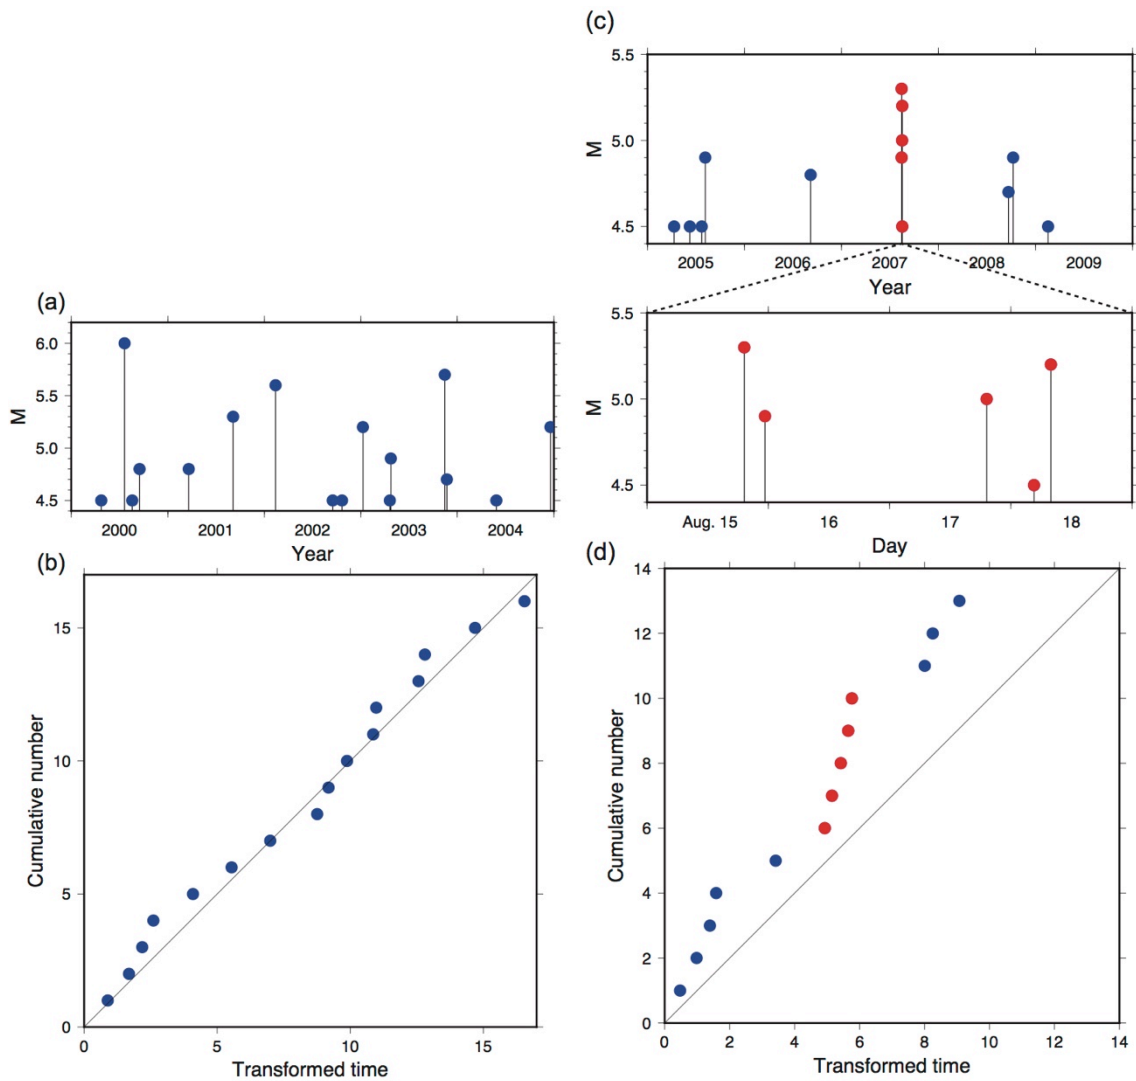 (c)
5.5
5.0
4.5
M
2005 2006 2007 2008 2009
Year
(a)
6.0
5.5
5.0
4.5
M
2000 2001 2002 2003 2004
Year
5.5
5.0
4.5
M
Aug. 15 16 17 18
Day
(b)
15
10
5
0
Cumulative number
0 5 10 15
Transformed time
(d)
14
12
10
8
6
4
2
0
Cumulative number
0 2 4 6 8 10 12 14
Transformed time